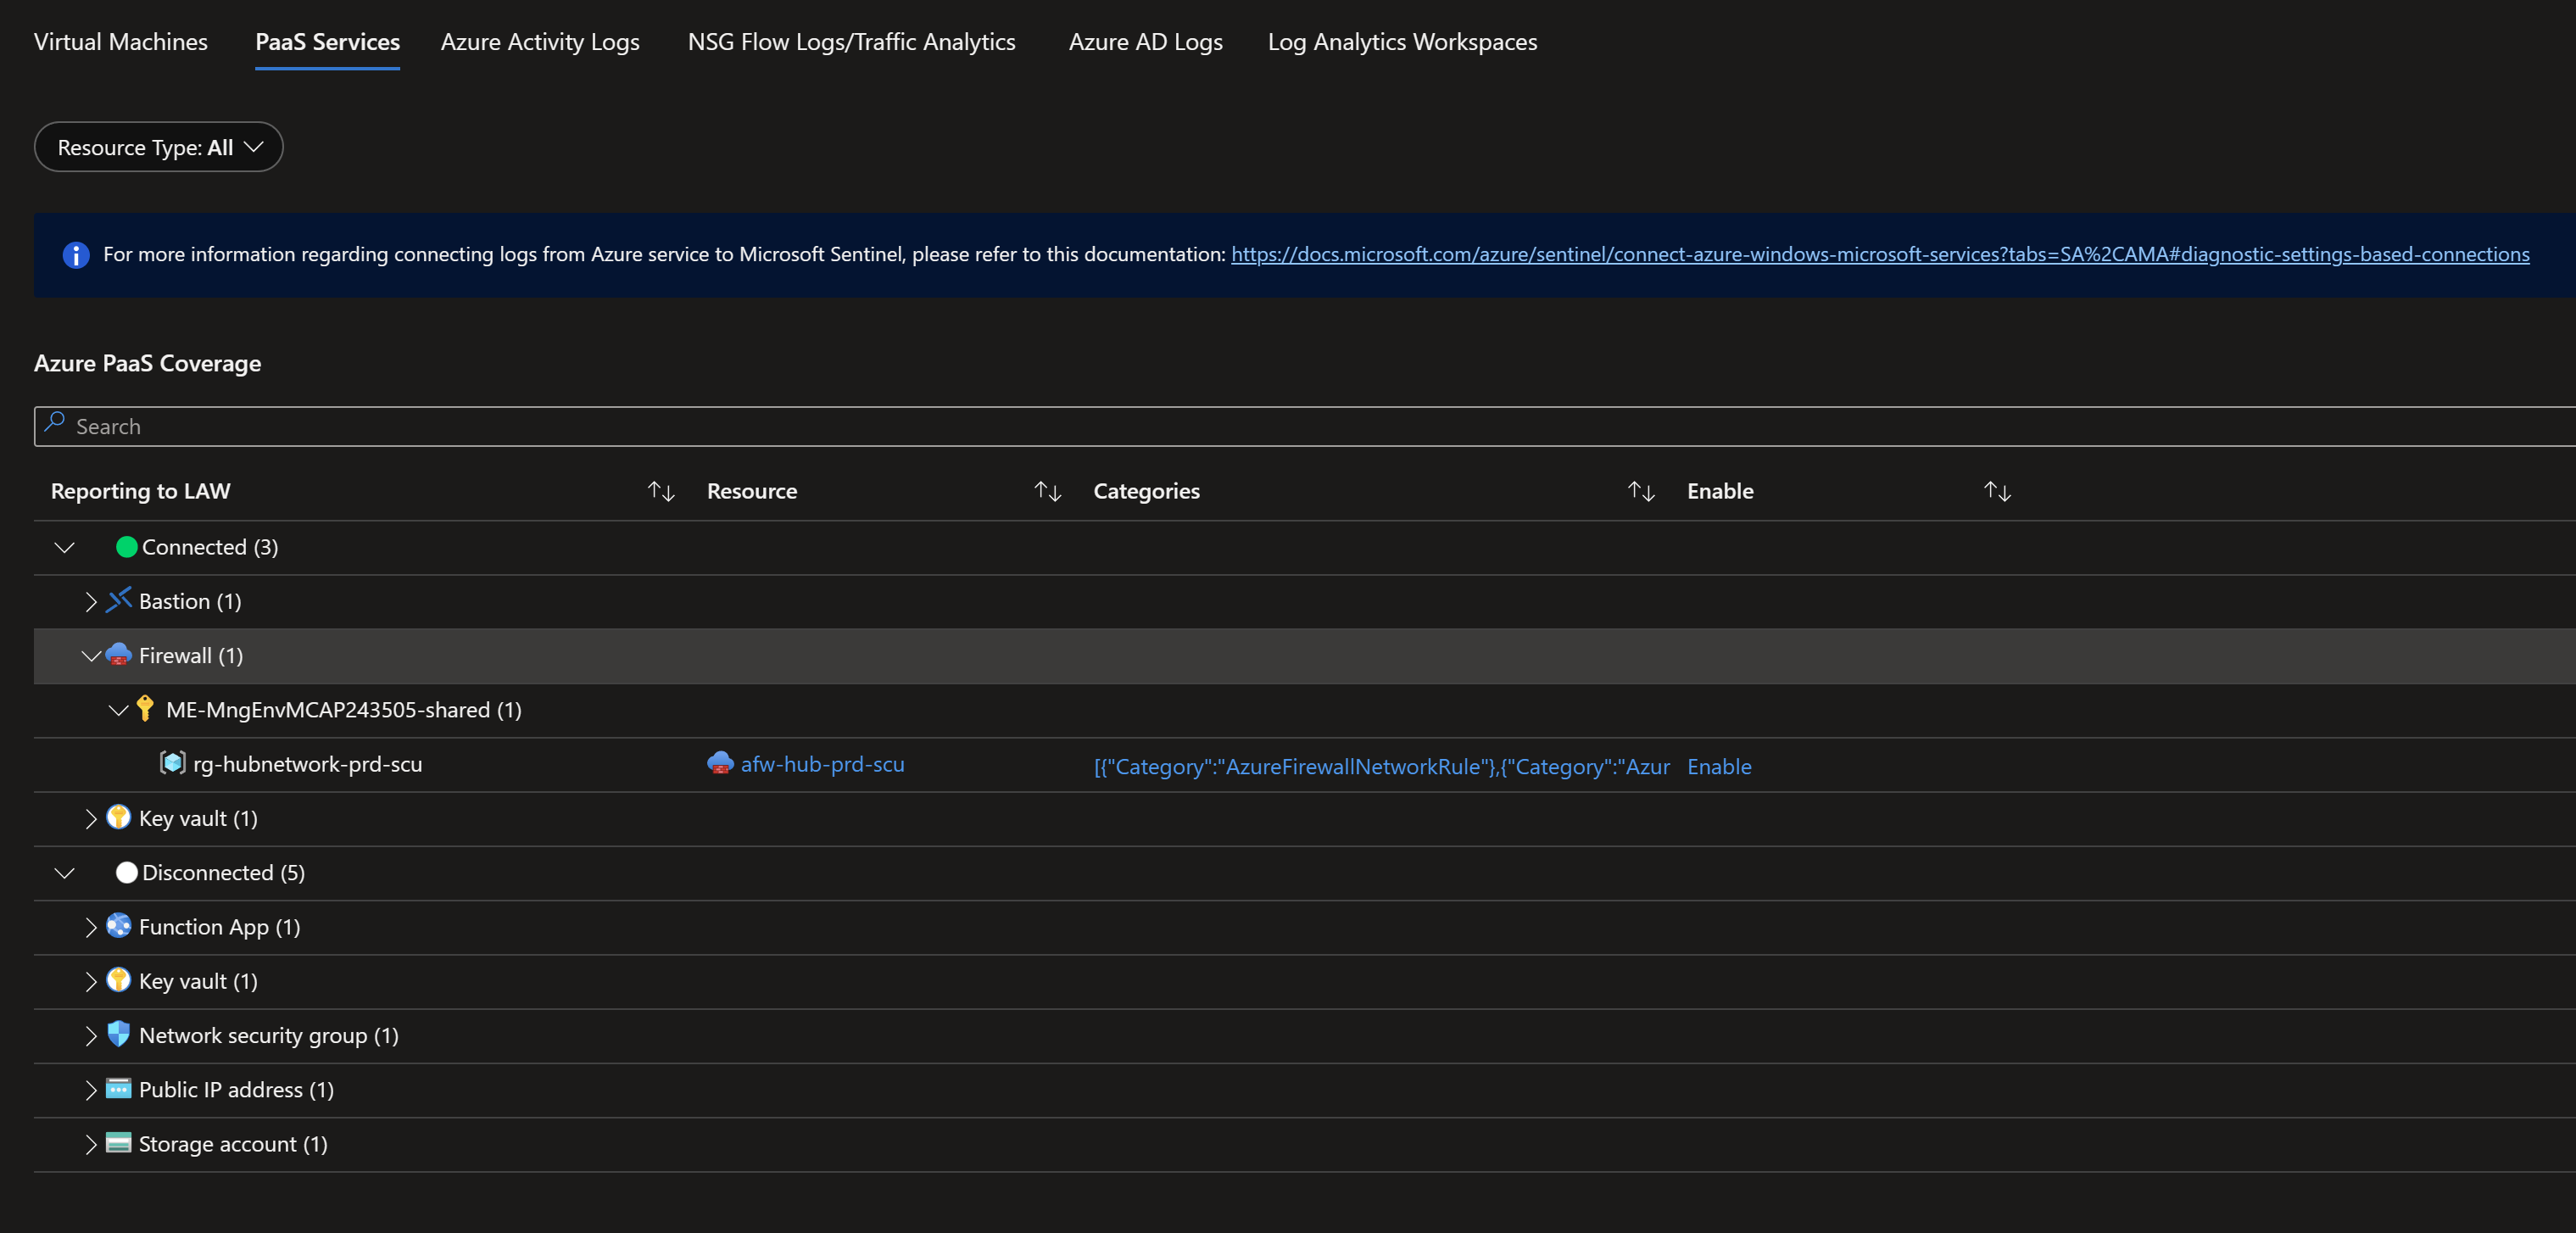 Virtual Machines PaaS Services Azure Activity Logs NSG Flow Logs/Traffic Analytics Azure AD Logs Log Analytics Workspaces
Resource Type: All
For more information regarding connecting logs from Azure service to Microsoft Sentinel, please refer to this documentation: https://docs.microsoft.com/azure/sentinel/connect-azure-windows-microsoft-services?tabs=SA%2CAMA#diagnostic-settings-based-connections
Azure PaaS Coverage
Search
Reporting to LAW Resource Categories Enable
Connected (3)
Bastion (1)
Firewall (1)
ME-MngEnvMCAP243505-shared (1)
rg-hubnetwork-prd-scu afw-hub-prd-scu [{"Category":"AzureFirewallNetworkRule"},{"Category":"Azur Enable
Key vault (1)
Disconnected (5)
Function App (1)
Key vault (1)
Network security group (1)
Public IP address (1)
Storage account (1)